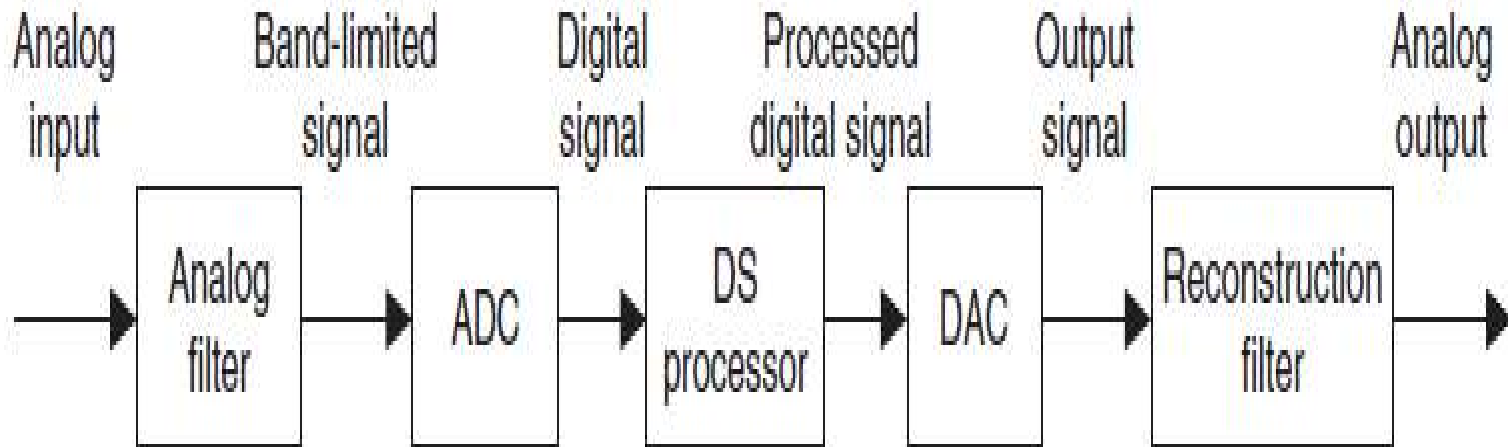 Analog
input
Band-limited
signal
Digital
signal
Processed
digital signal
Output
signal
Analog
output
Analog
filter
ADC
DS
processor
DAC
Reconstruction
filter